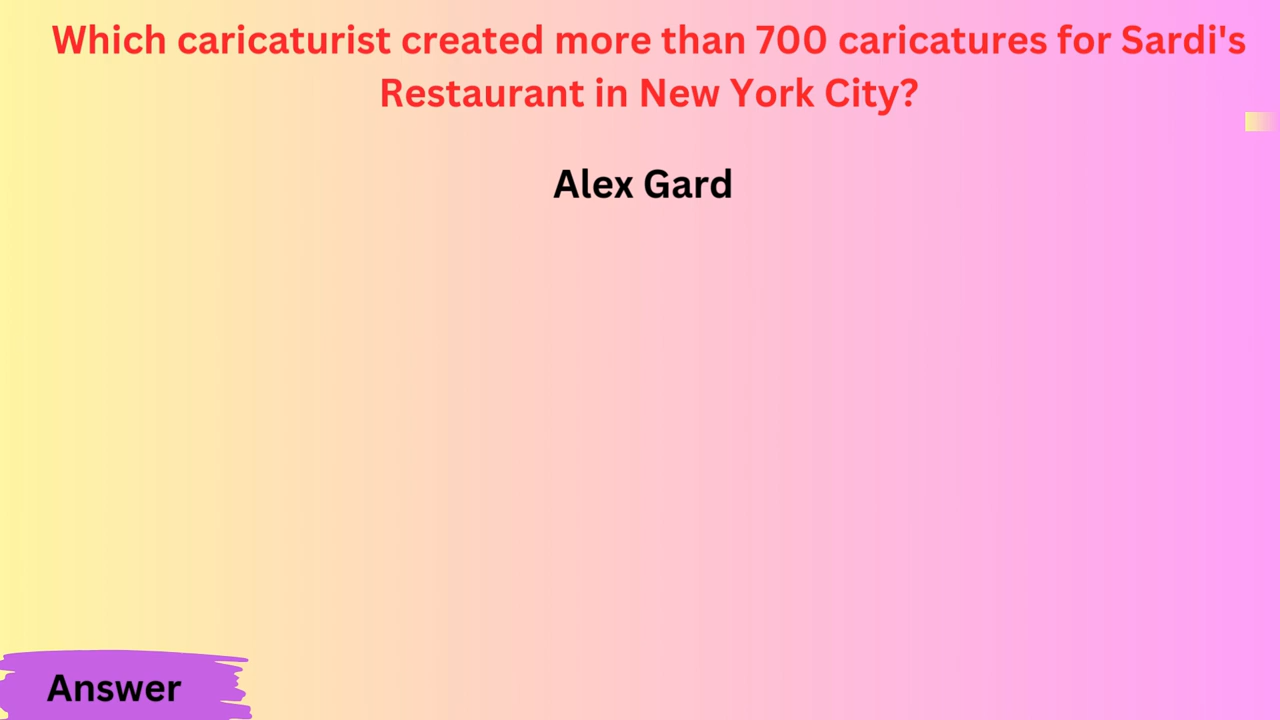 Which caricaturist created more than 700 caricatures for Sardi's
Restaurant in New York City?
Alex Gard
Answer